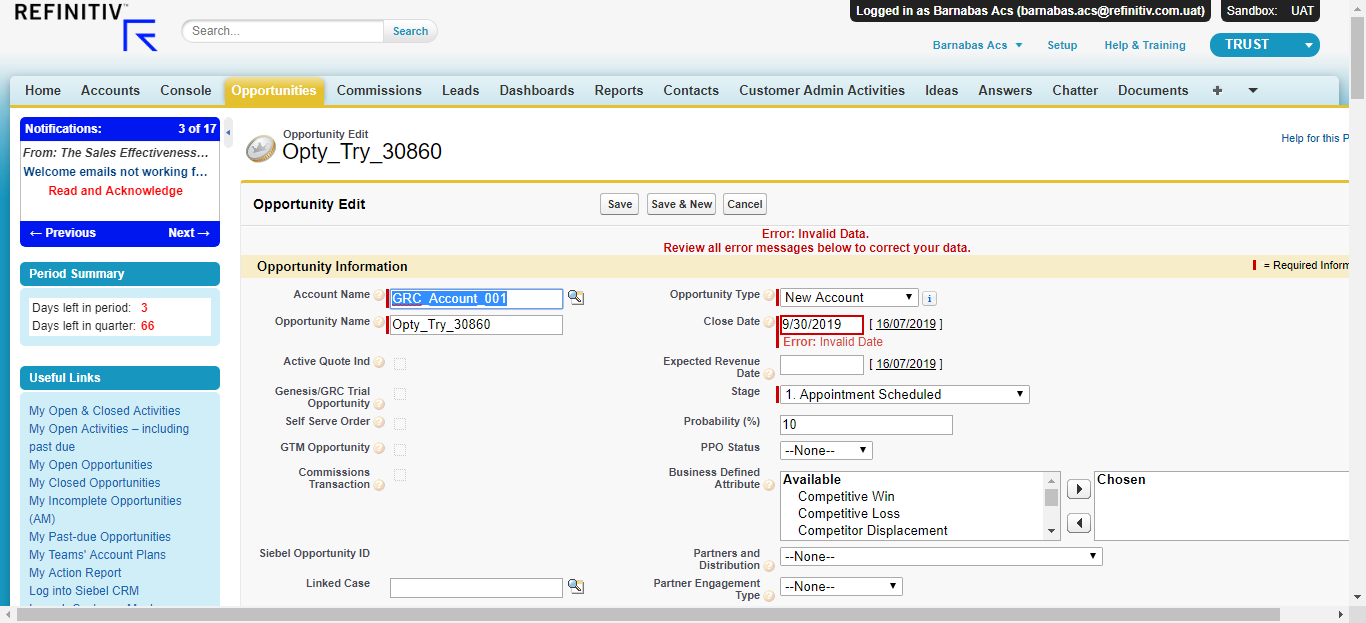 REFINITIV™
Search...
Search
Logged in as Barnabas Acs (barnabas.acs@refinitiv.com.uat)
Sandbox: UAT
Barnabas Acs
Setup
Help & Training
TRUST
Home
Accounts
Console
Opportunities
Commissions
Leads
Dashboards
Reports
Contacts
Customer Admin Activities
Ideas
Answers
Chatter
Documents
Notifications: 3 of 17
From: The Sales Effectiveness...
Welcome emails not working f...
Read and Acknowledge
← Previous Next →
Period Summary
Days left in period: 3
Days left in quarter: 66
Useful Links
My Open & Closed Activities
My Open Activities – including
past due
My Open Opportunities
My Closed Opportunities
My Incomplete Opportunities
(AM)
My Past-due Opportunities
My Teams' Account Plans
My Action Report
Log into Siebel CRM
Opportunity Edit
Opty_Try_30860
Help for this P
Opportunity Edit
Save
Save & New
Cancel
Error: Invalid Data.
Review all error messages below to correct your data.
Opportunity Information
= Required Inform
Account Name
GRC_Account_001
Opportunity Name
Opty_Try_30860
Active Quote Ind
Genesis/GRC Trial
Opportunity
Self Serve Order
GTM Opportunity
Commissions
Transaction
Siebel Opportunity ID
Linked Case
Opportunity Type
New Account
Close Date
9/30/2019
[ 16/07/2019 ]
Error: Invalid Date
Expected Revenue
Date
[ 16/07/2019 ]
Stage
1. Appointment Scheduled
Probability (%)
10
PPO Status
--None--
Business Defined
Attribute
Available
Competitive Win
Competitive Loss
Competitor Displacement
Chosen
Partners and
Distribution
--None--
Partner Engagement
Type
--None--